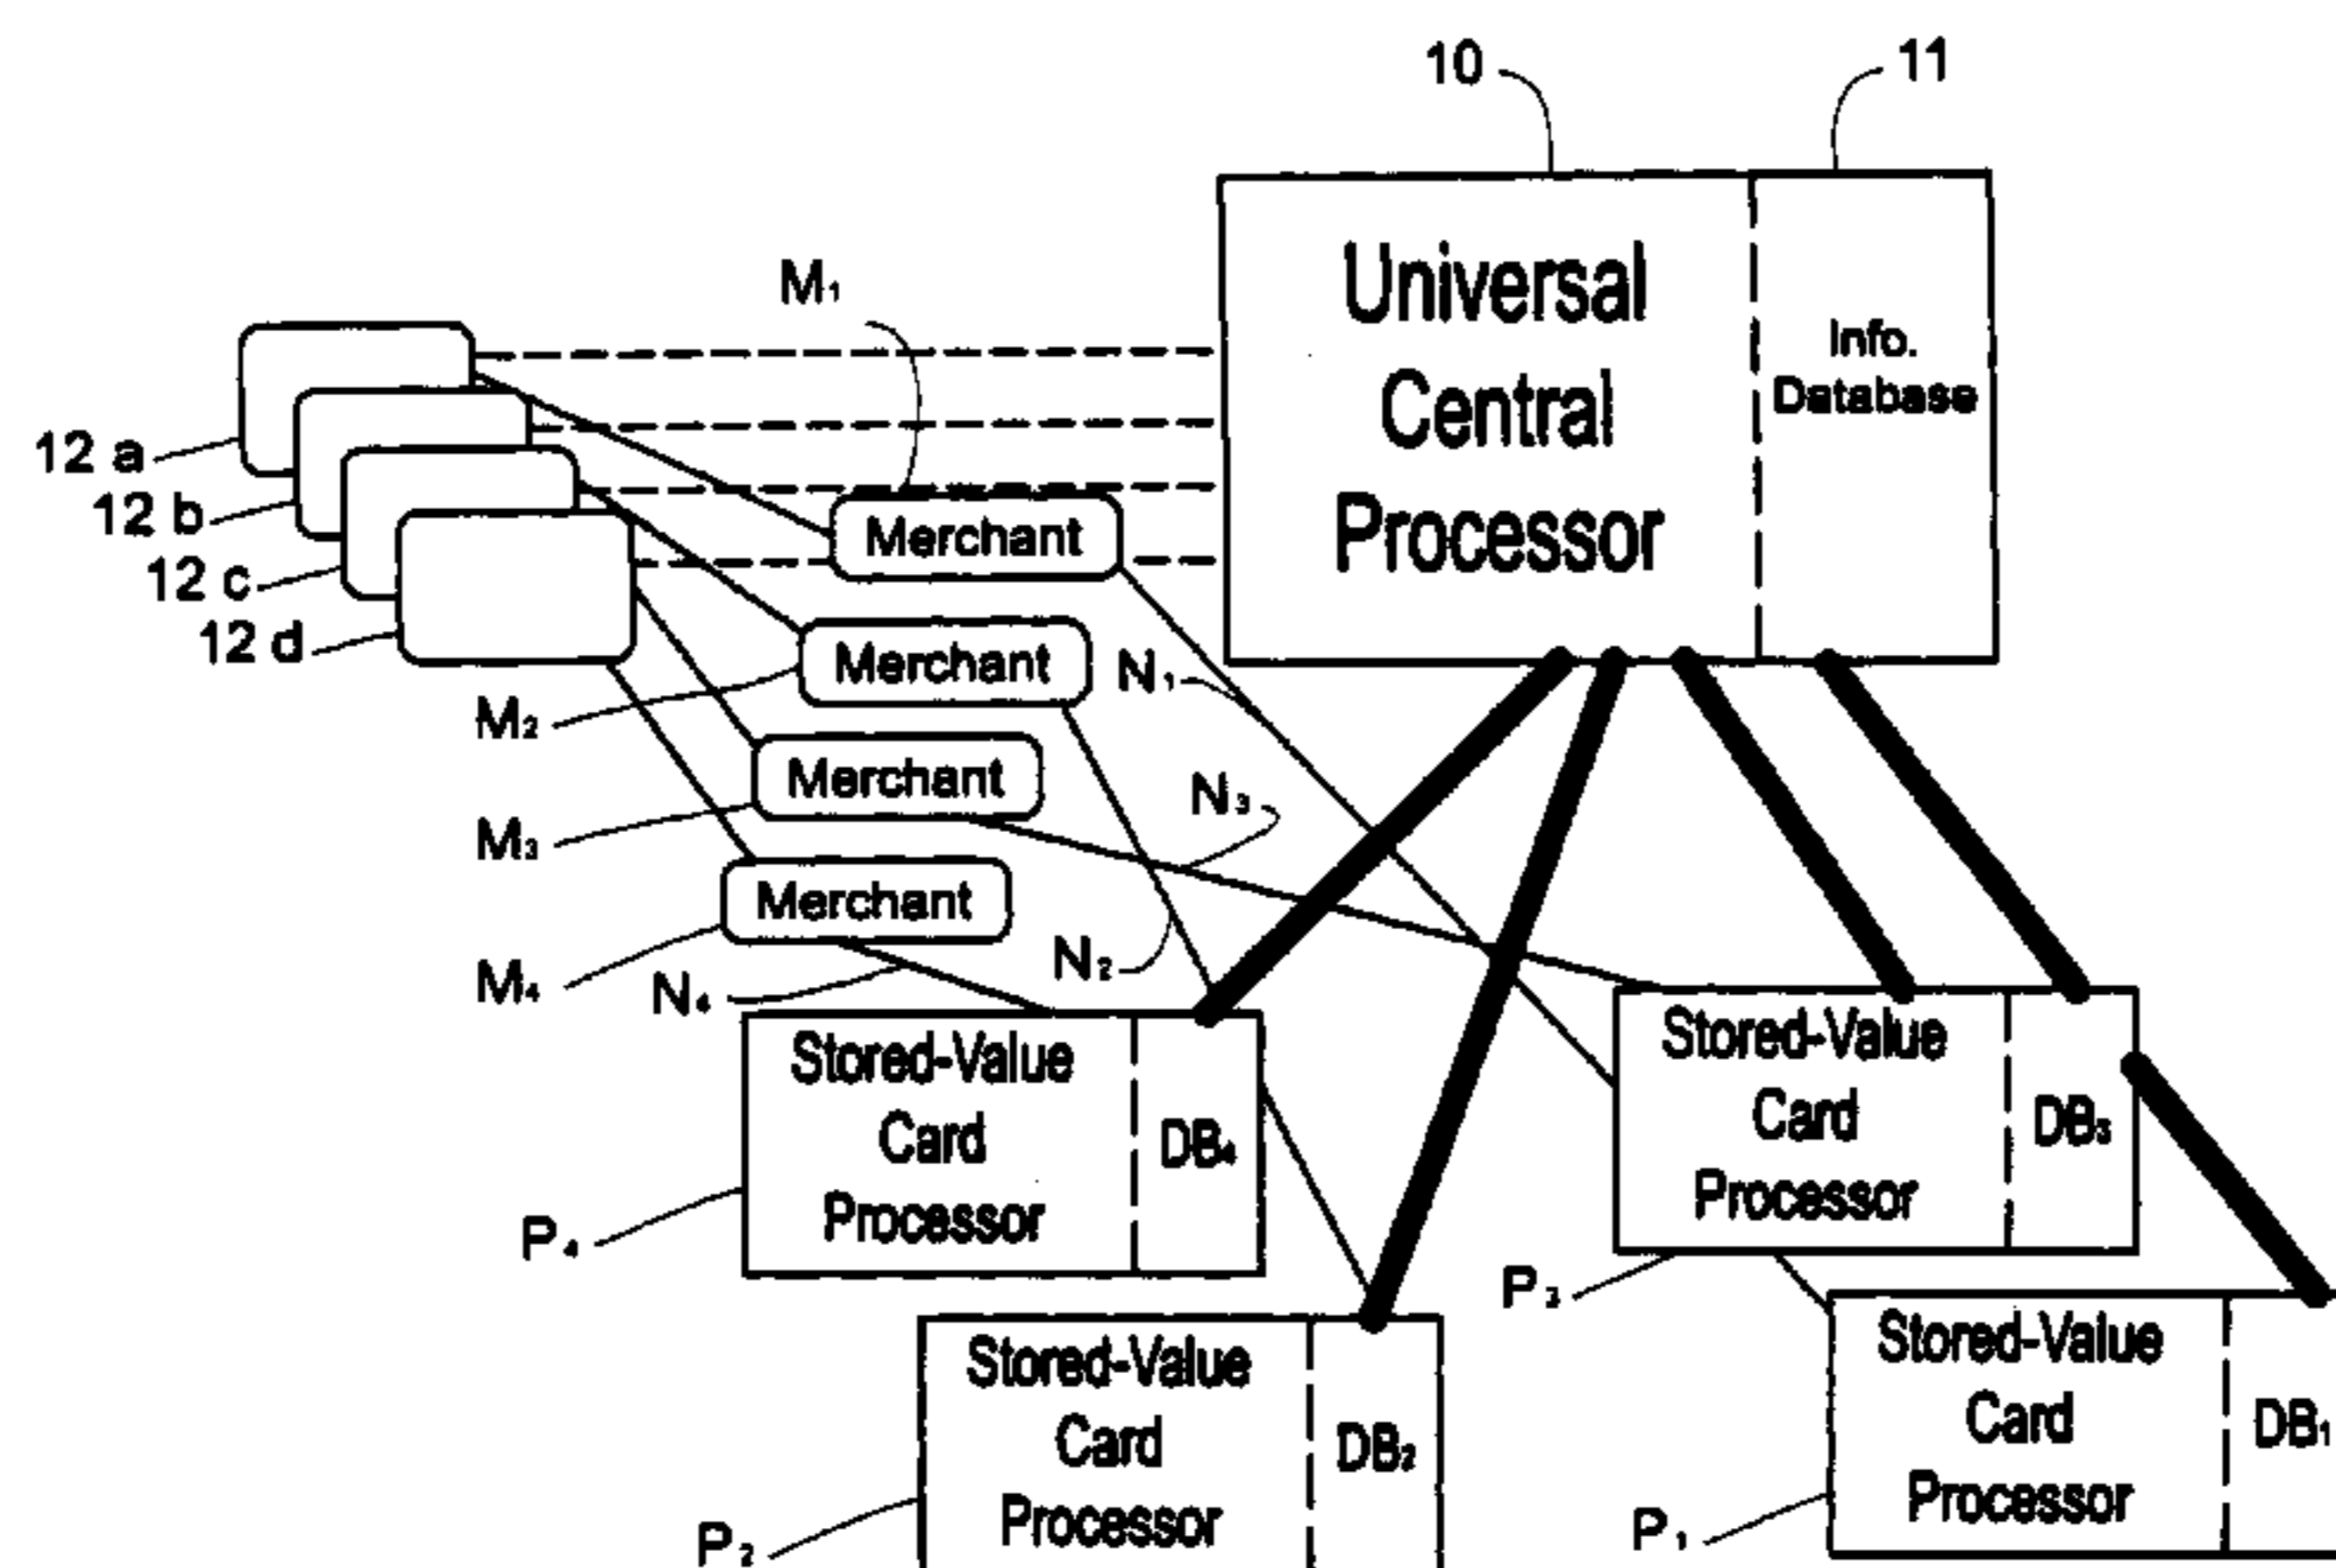 10
11
M₁
Universal
Central
Processor
Info.
Database
12 a
12 b
12 c
12 d
Merchant
Merchant
M₂
N₁
Merchant
N₃
M₃
Merchant
N₂
M₄
N₄
Stored-Value
Card
Processor
DB₄
P₄
Stored-Value
Card
Processor
DB₃
P₃
Stored-Value
Card
Processor
DB₂
P₂
Stored-Value
Card
Processor
DB₁
P₁